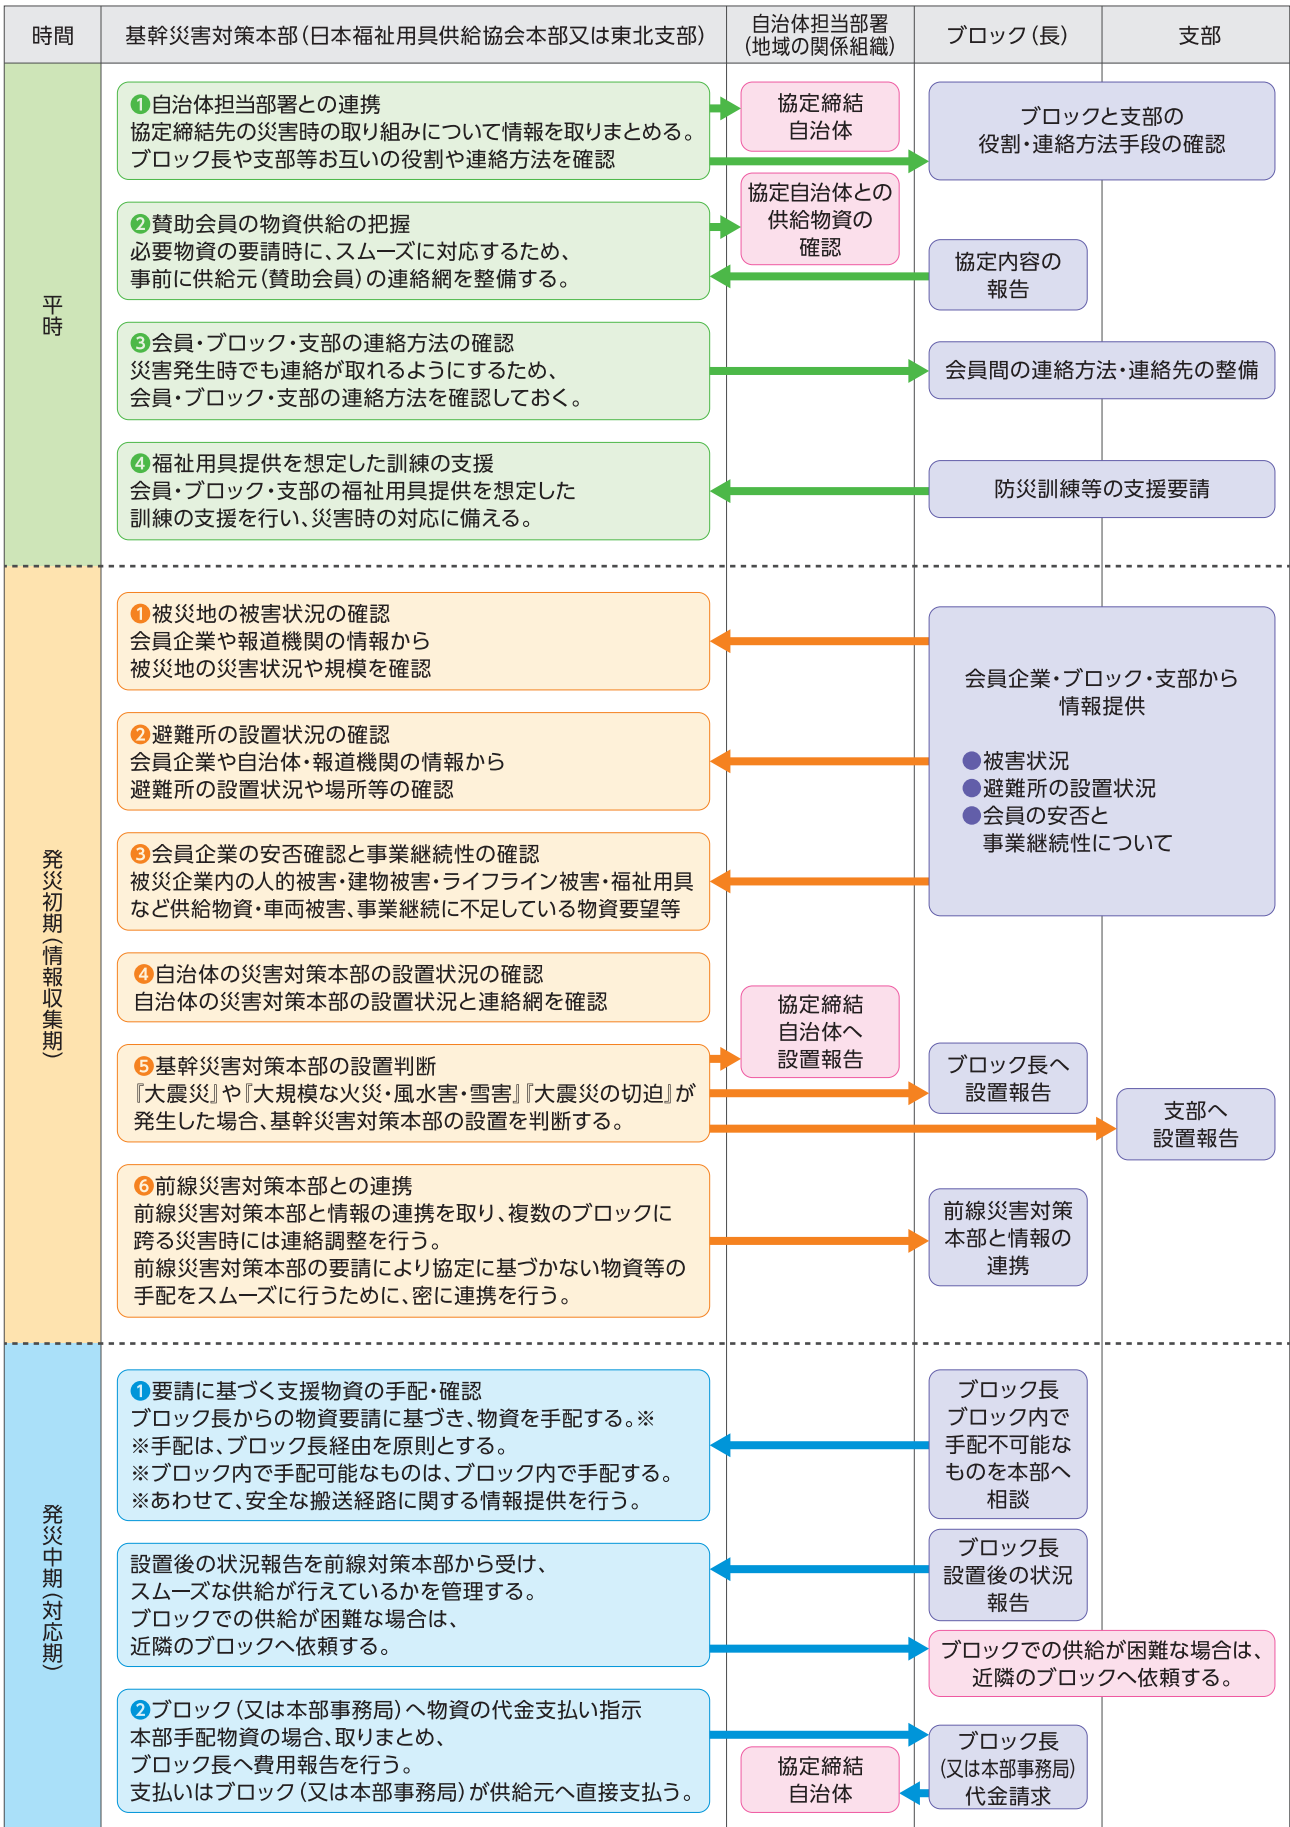 時間
基幹災害対策本部(日本福祉用具供給協会本部又は東北支部)
自治体担当部署
(地域の関係組織)
ブロック(長)
支部
平時
❶自治体担当部署との連携
協定締結先の災害時の取り組みについて情報を取りまとめる。
ブロック長や支部等お互いの役割や連絡方法を確認
協定締結
自治体
ブロックと支部の
役割・連絡方法手段の確認
❷賛助会員の物資供給の把握
必要物資の要請時に、スムーズに対応するため、
事前に供給元(賛助会員)の連絡網を整備する。
協定自治体との
供給物資の
確認
協定内容の
報告
❸会員・ブロック・支部の連絡方法の確認
災害発生時でも連絡が取れるようにするため、
会員・ブロック・支部の連絡方法を確認しておく。
会員間の連絡方法・連絡先の整備
❹福祉用具提供を想定した訓練の支援
会員・ブロック・支部の福祉用具提供を想定した
訓練の支援を行い、災害時の対応に備える。
防災訓練等の支援要請
発災初期(情報収集期)
❶被災地の被害状況の確認
会員企業や報道機関の情報から
被災地の災害状況や規模を確認
❷避難所の設置状況の確認
会員企業や自治体・報道機関の情報から
避難所の設置状況や場所等の確認
❸会員企業の安否確認と事業継続性の確認
被災企業内の人的被害・建物被害・ライフライン被害・福祉用具
など供給物資・車両被害、事業継続に不足している物資要望等
会員企業・ブロック・支部から
情報提供
●被害状況
●避難所の設置状況
●会員の安否と
事業継続性について
❹自治体の災害対策本部の設置状況の確認
自治体の災害対策本部の設置状況と連絡網を確認
❺基幹災害対策本部の設置判断
『大震災』や『大規模な火災・風水害・雪害』『大震災の切迫』が
発生した場合、基幹災害対策本部の設置を判断する。
協定締結
自治体へ
設置報告
ブロック長へ
設置報告
支部へ
設置報告
❻前線災害対策本部との連携
前線災害対策本部と情報の連携を取り、複数のブロックに
跨る災害時には連絡調整を行う。
前線災害対策本部の要請により協定に基づかない物資等の
手配をスムーズに行うために、密に連携を行う。
前線災害対策
本部と情報の
連携
発災中期(対応期)
❶要請に基づく支援物資の手配・確認
ブロック長からの物資要請に基づき、物資を手配する。※
※手配は、ブロック長経由を原則とする。
※ブロック内で手配可能なものは、ブロック内で手配する。
※あわせて、安全な搬送経路に関する情報提供を行う。
ブロック長
ブロック内で
手配不可能な
ものを本部へ
相談
設置後の状況報告を前線対策本部から受け、
スムーズな供給が行えているかを管理する。
ブロックでの供給が困難な場合は、
近隣のブロックへ依頼する。
ブロック長
設置後の状況
報告
ブロックでの供給が困難な場合は、
近隣のブロックへ依頼する。
❷ブロック(又は本部事務局)へ物資の代金支払い指示
本部手配物資の場合、取りまとめ、
ブロック長へ費用報告を行う。
支払いはブロック(又は本部事務局)が供給元へ直接支払う。
協定締結
自治体
ブロック長
(又は本部事務局)
代金請求